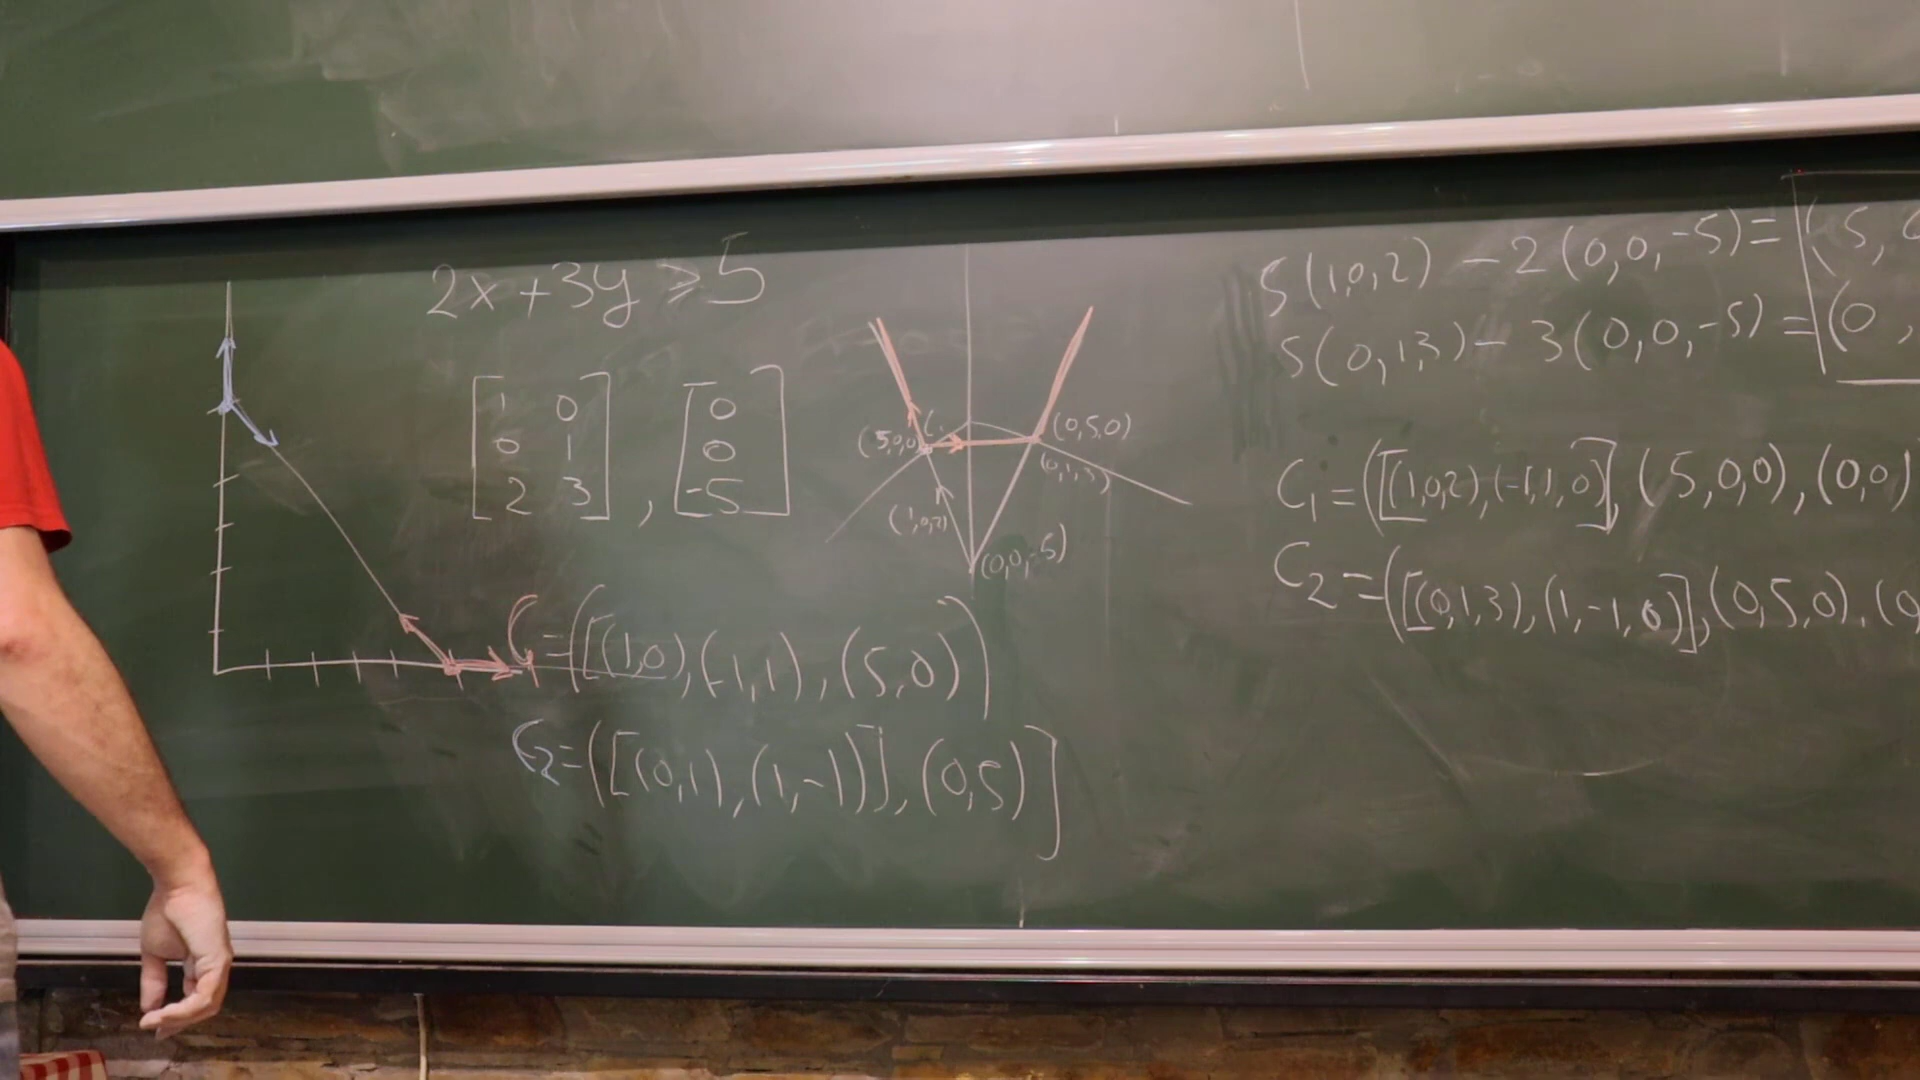 2x+3y≥5
[1 0
0 1
2 3], [0
0
-5]
(5,0,0)
(0,5,0)
(0,1,3)
(1,0,2)
(0,0,-5)
C=([(1,0),(-1,1),(5,0))
C2=([(0,1),(1,-1)],(0,5)]
5(1,0,2)-2(0,0,-5)=(5,
5(0,1,3)-3(0,0,-5)=(0,
C1=([(1,0,2),(-1,1,0)],(5,0,0),(0,0)
C2=([(0,1,3),(1,-1,0)],(0,5,0),(0,